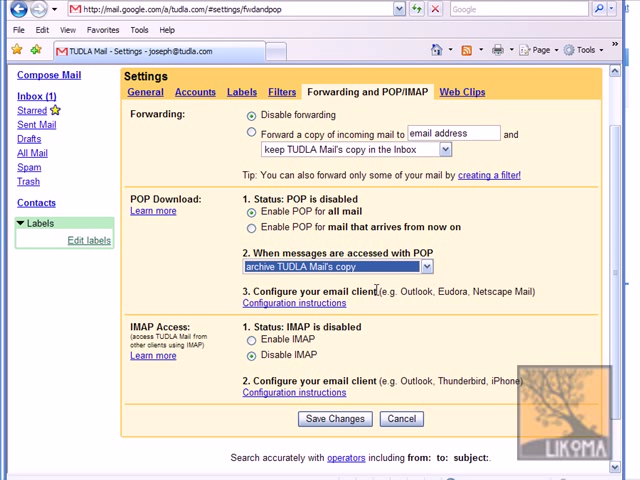 http://mail.google.com/a/tudla.com/#settings/fwdandpop
Google
File Edit View Favorites Tools Help
TUDLA Mail - Settings - joseph@tudla.com
Page Tools
Compose Mail
Inbox (1)
Starred
Sent Mail
Drafts
All Mail
Spam
Trash
Contacts
Labels
Edit labels
Settings
General Accounts Labels Filters Forwarding and POP/IMAP Web Clips
Forwarding:
Disable forwarding
Forward a copy of incoming mail to email address and
keep TUDLA Mail's copy in the Inbox
Tip: You can also forward only some of your mail by creating a filter!
POP Download:
Learn more
1. Status: POP is disabled
Enable POP for all mail
Enable POP for mail that arrives from now on
2. When messages are accessed with POP
archive TUDLA Mail's copy
3. Configure your email client (e.g. Outlook, Eudora, Netscape Mail)
Configuration instructions
IMAP Access:
(access TUDLA Mail from
other clients using IMAP)
Learn more
1. Status: IMAP is disabled
Enable IMAP
Disable IMAP
2. Configure your email client (e.g. Outlook, Thunderbird, iPhone)
Configuration instructions
Save Changes Cancel
LIKOMA
Search accurately with operators including from: to: subject:.